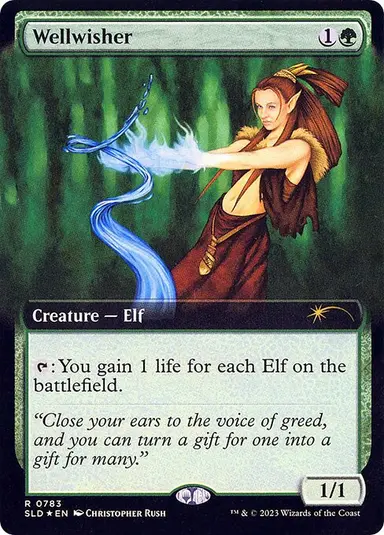 Wellwisher 1
Creature — Elf
:You gain 1 life for each Elf on the
battlefield.
“Close your ears to the voice of greed,
and you can turn a gift for one into a
gift for many.”
1/1
R 0783
SLD ★ EN Christopher Rush
™ & © 2023 Wizards of the Coast